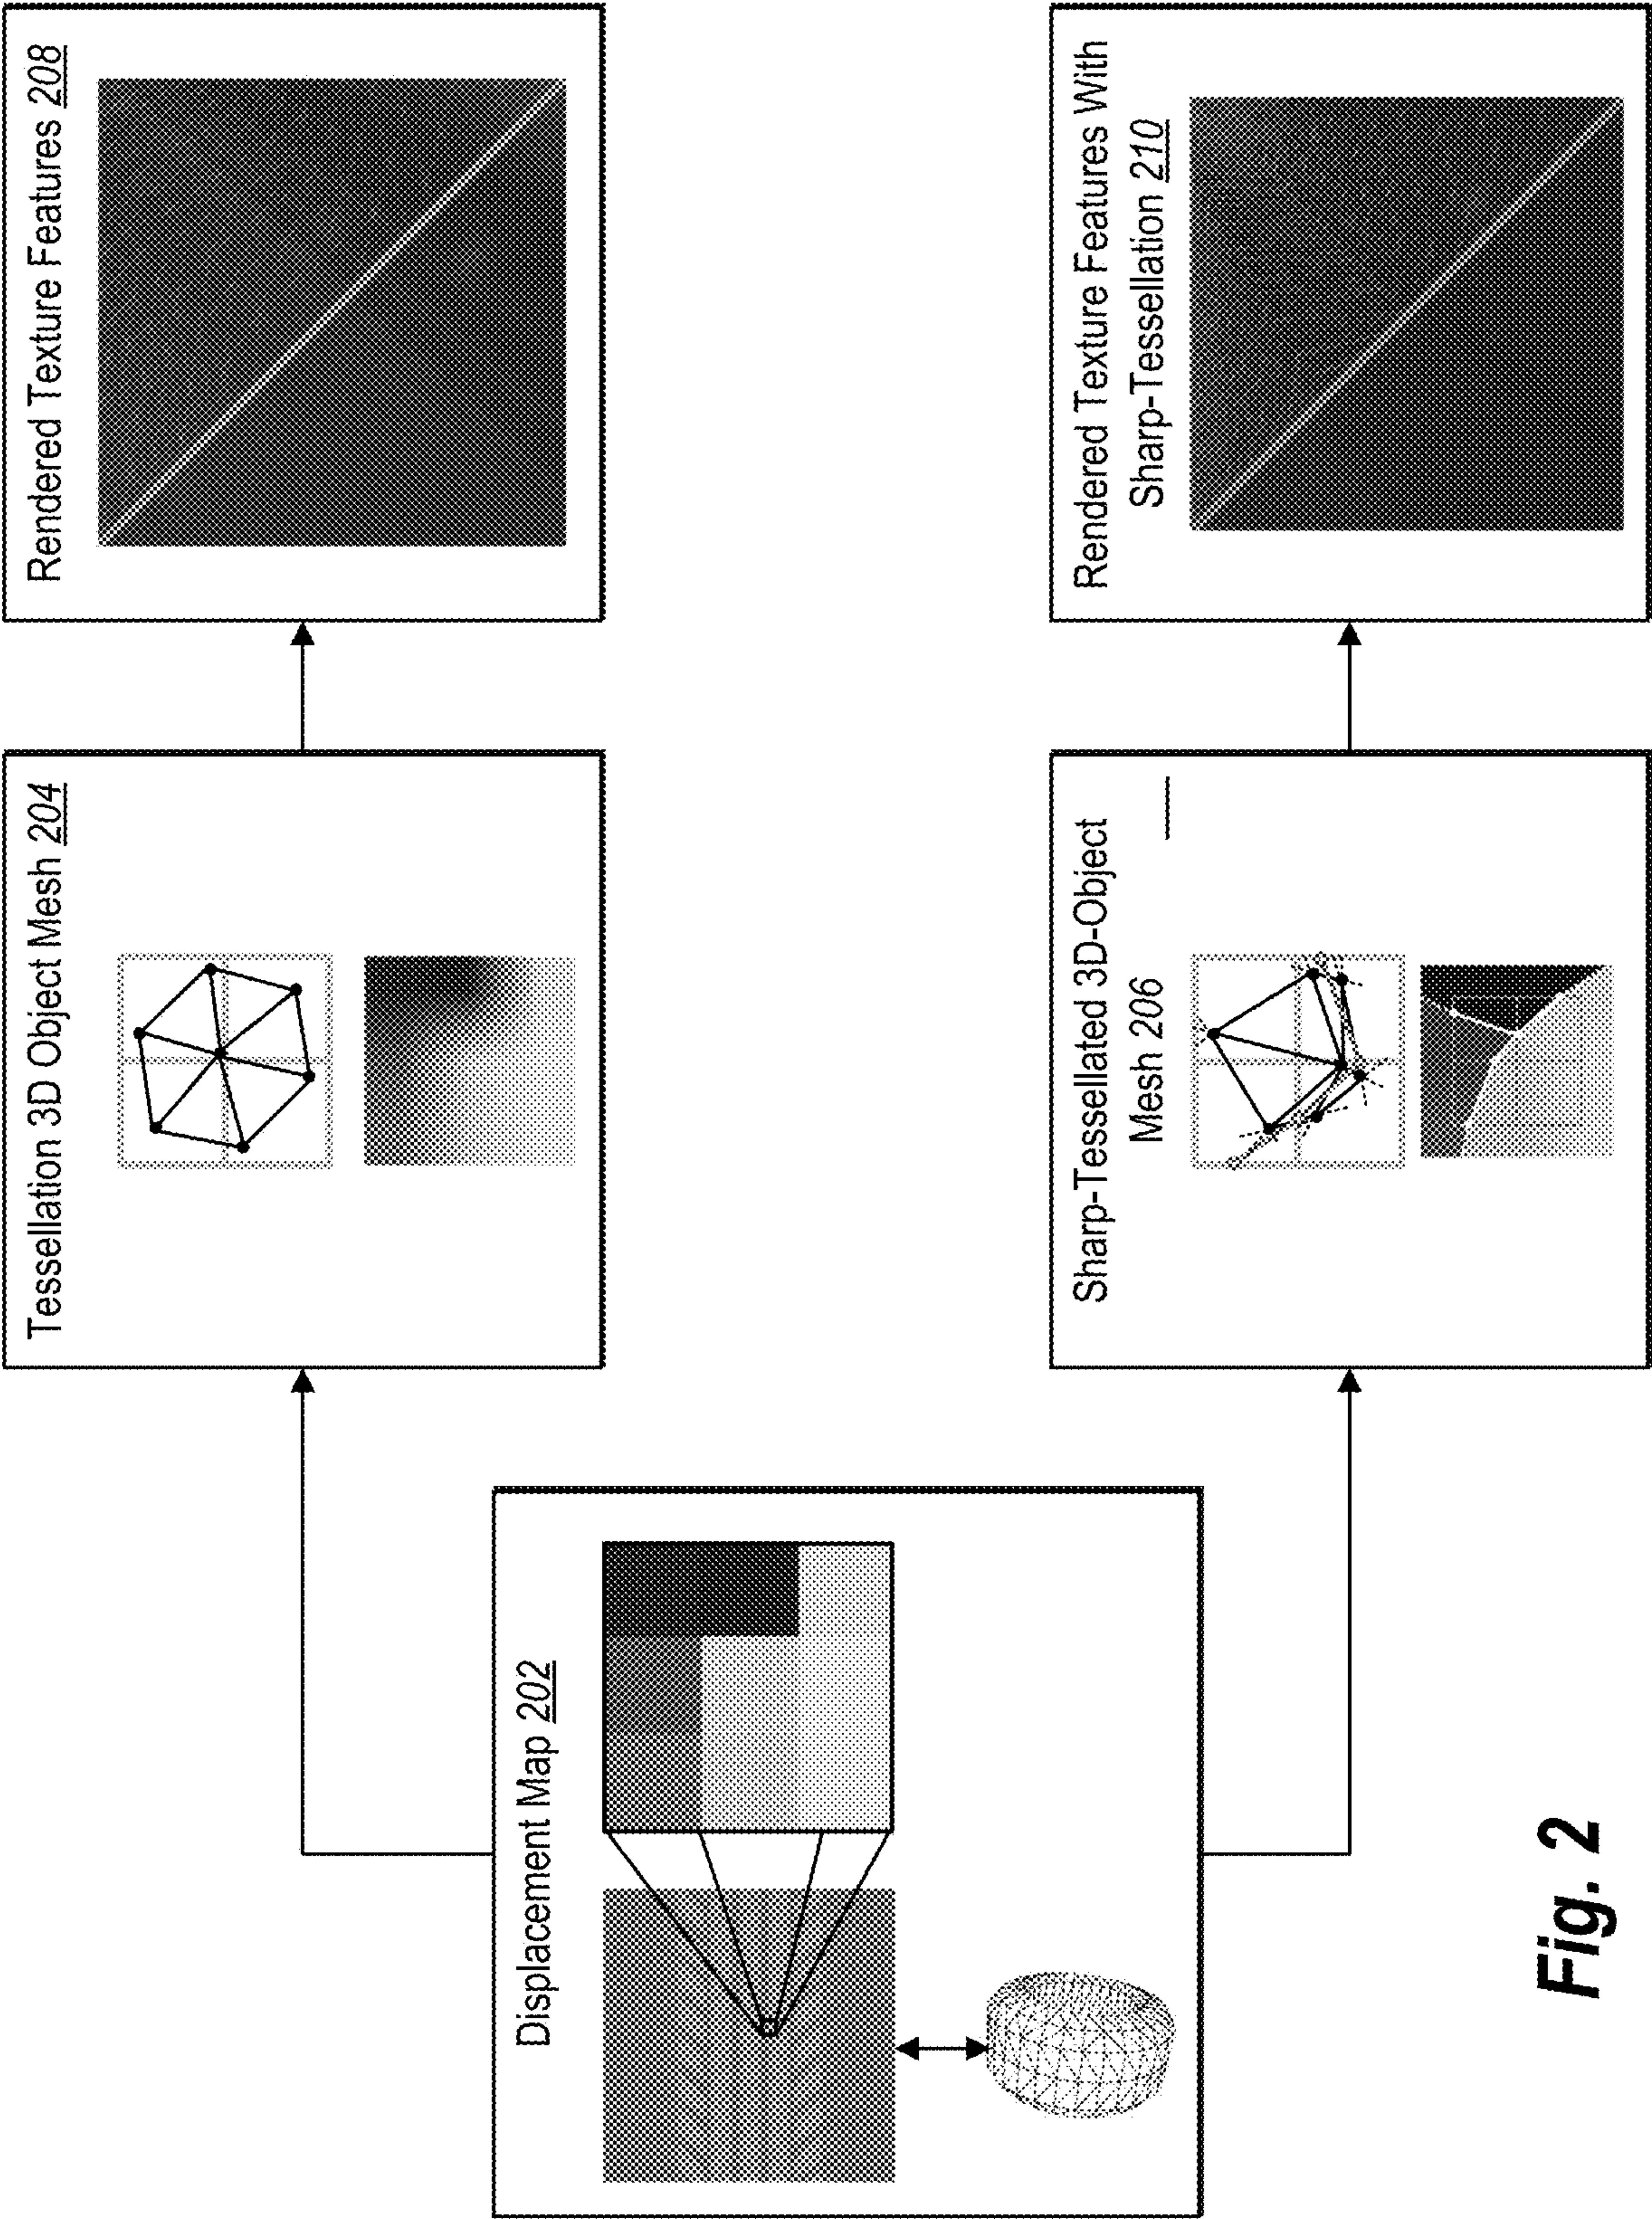 Displacement Map 202
Tessellation 3D Object Mesh 204
Rendered Texture Features 208
Sharp-Tessellated 3D-Object
Mesh 206
Rendered Texture Features With
Sharp-Tessellation 210
Fig. 2